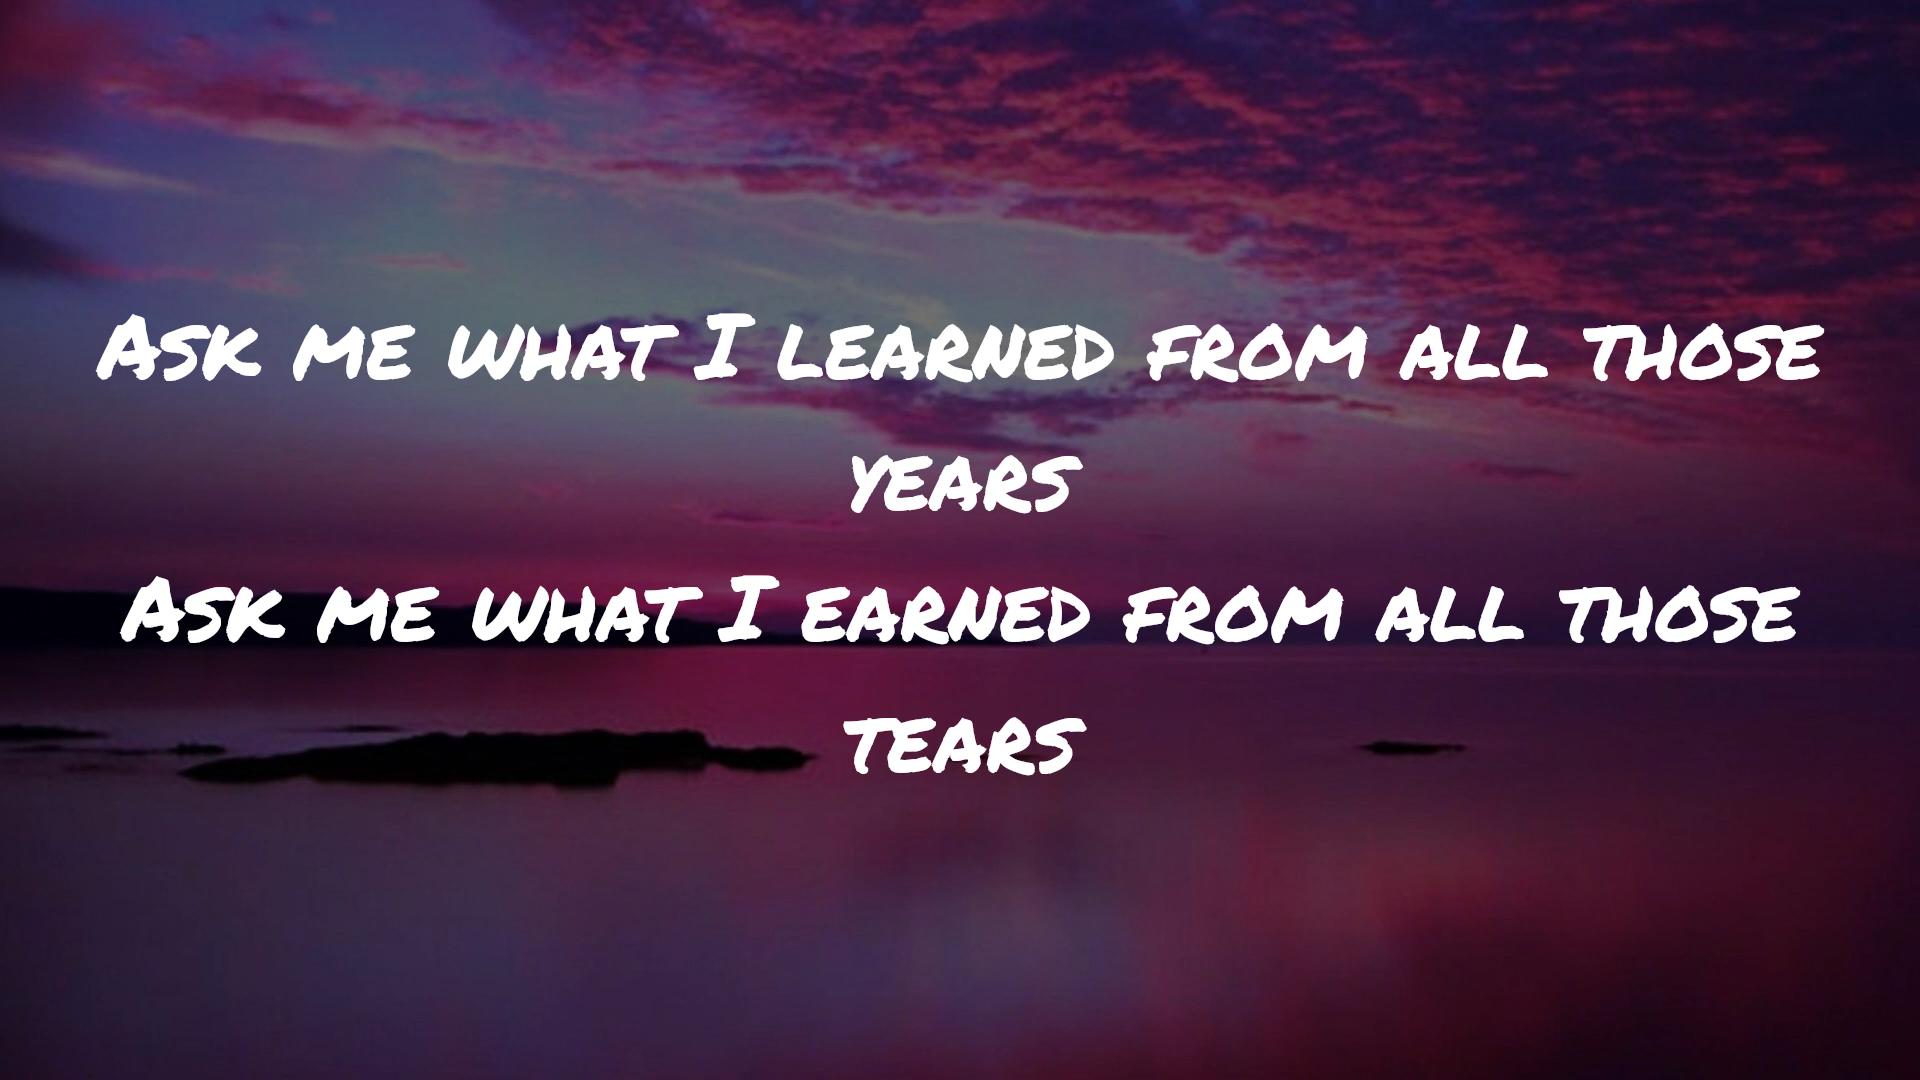 Ask me what I learned from all those
years
Ask me what I earned from all those
tears